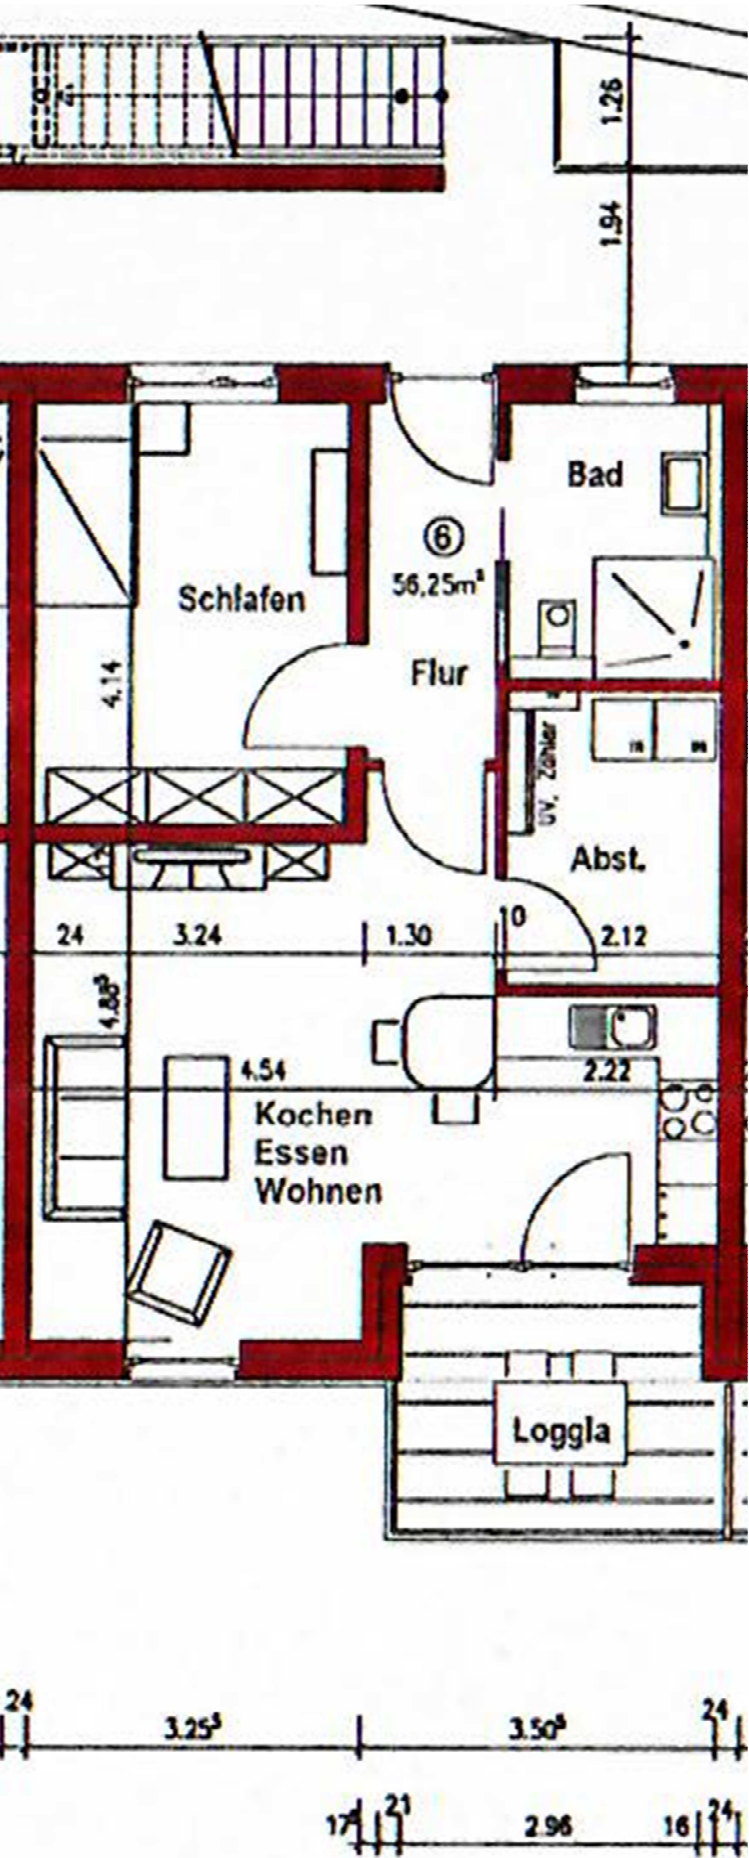 1.26
1.94
Bad
6
56,25m²
Schlafen
Flur
4.14
UV. Zähler
Abst.
24
3.24
1.30
10
2.12
4.88⁵
4.54
2.22
Kochen
Essen
Wohnen
Loggia
24
3.25⁵
3.50⁵
24
17⁵
21
2.96
16
24